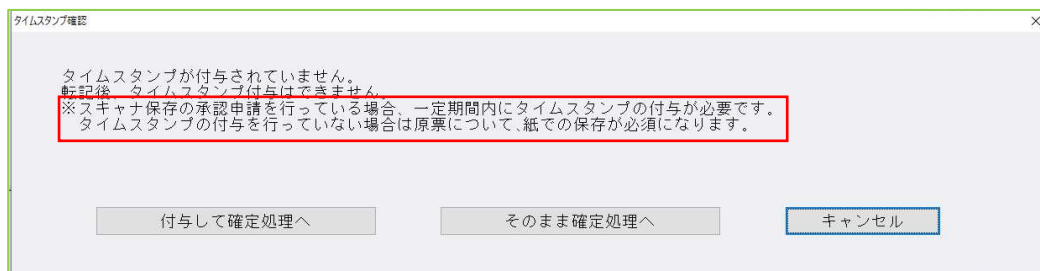 タイムスタンプ確認
×
タイムスタンプが付与されていません。
転記後、タイムスタンプ付与はできません。
※スキャナ保存の承認申請を行っている場合、一定期間内にタイムスタンプの付与が必要です。
タイムスタンプの付与を行っていない場合は原票について、紙での保存が必須になります。
付与して確定処理へ
そのまま確定処理へ
キャンセル